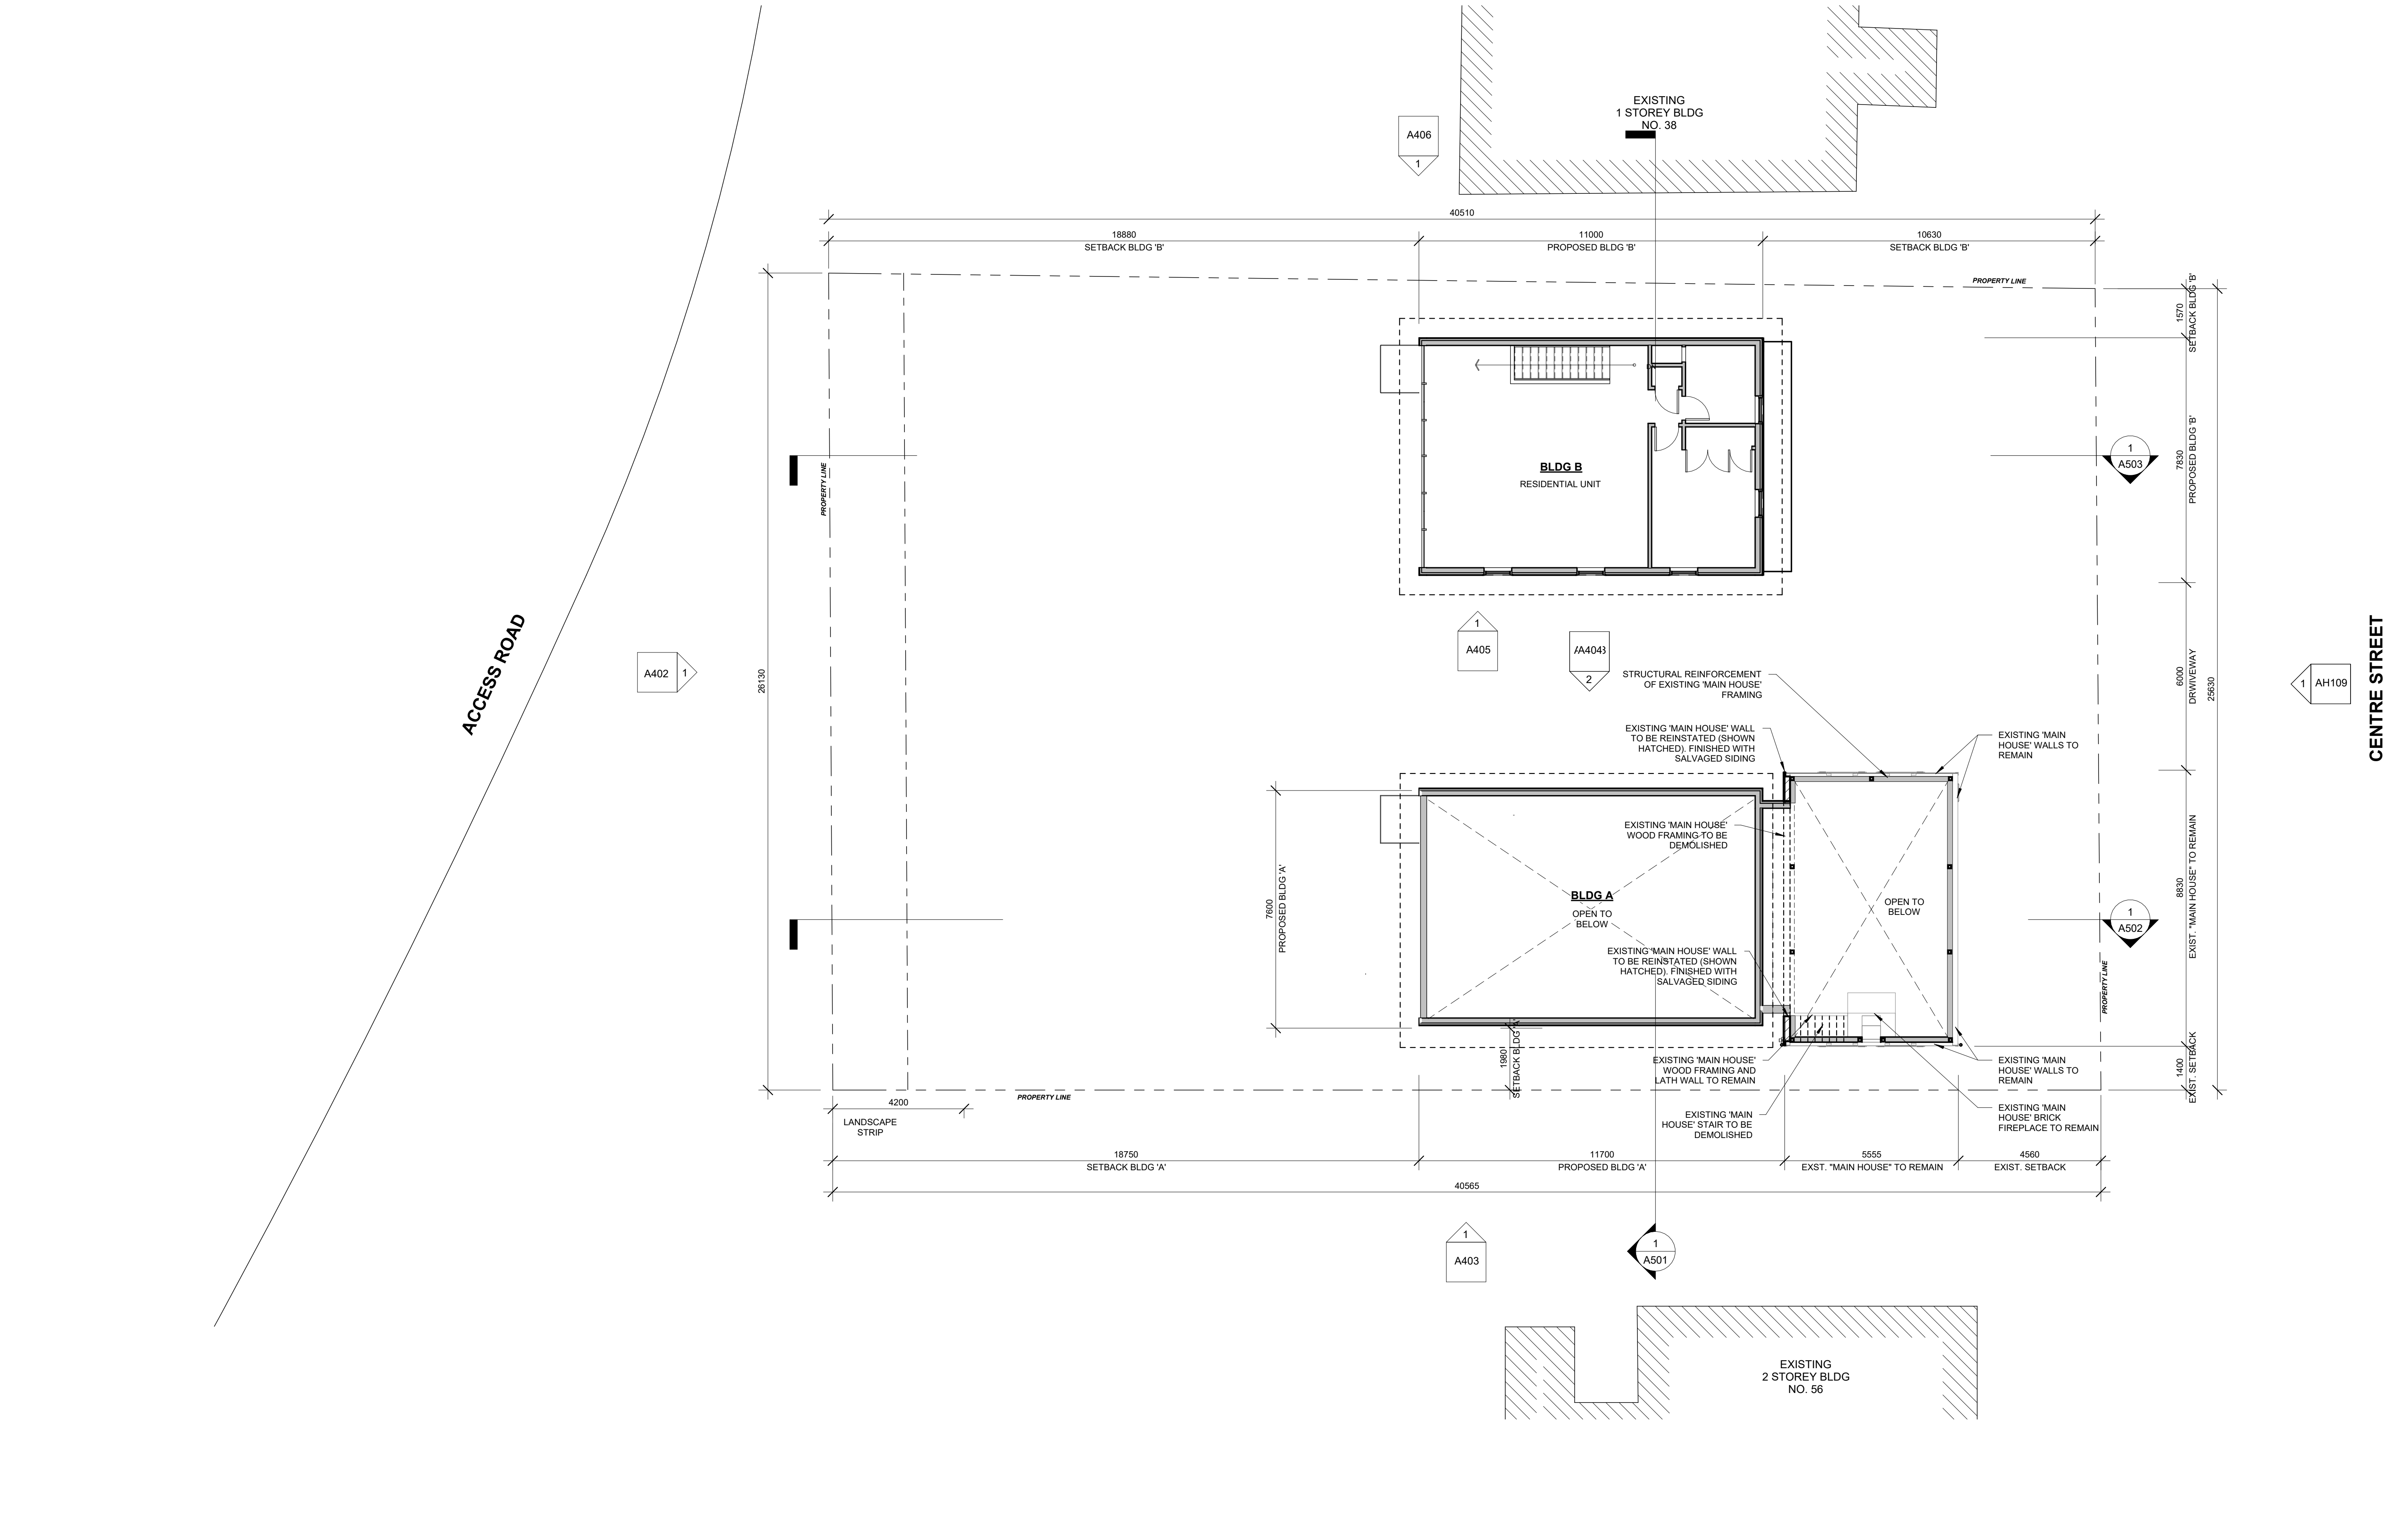 EXISTING
1 STOREY BLDG
NO. 38
A406
1
40510
18880
SETBACK BLDG 'B'
11000
PROPOSED BLDG 'B'
10630
SETBACK BLDG 'B'
PROPERTY LINE
1570
SETBACK BLDG 'B'
7830
PROPOSED BLDG 'B'
1
A503
PROPERTY LINE
BLDG B
RESIDENTIAL UNIT
ACCESS ROAD
A402
1
26130
1
A405
2
STRUCTURAL REINFORCEMENT
OF EXISTING 'MAIN HOUSE'
FRAMING
6000
DRWIVEWAY
25630
1
AH109
CENTRE STREET
EXISTING 'MAIN HOUSE' WALL
TO BE REINSTATED (SHOWN
HATCHED). FINISHED WITH
SALVAGED SIDING
EXISTING 'MAIN
HOUSE' WALLS TO
REMAIN
EXISTING 'MAIN HOUSE'
WOOD FRAMING TO BE
DEMOLISHED
7600
PROPOSED BLDG 'A'
BLDG A
OPEN TO
BELOW
OPEN TO
BELOW
8830
EXIST. "MAIN HOUSE" TO REMAIN
1
A502
EXISTING 'MAIN HOUSE' WALL
TO BE REINSTATED (SHOWN
HATCHED). FINISHED WITH
SALVAGED SIDING
PROPERTY LINE
1980
SETBACK BLDG 'A'
EXISTING 'MAIN HOUSE'
WOOD FRAMING AND
LATH WALL TO REMAIN
EXISTING 'MAIN
HOUSE' WALLS TO
REMAIN
1400
EXIST. SETBACK
PROPERTY LINE
4200
LANDSCAPE
STRIP
EXISTING 'MAIN
HOUSE' STAIR TO BE
DEMOLISHED
EXISTING 'MAIN
HOUSE' BRICK
FIREPLACE TO REMAIN
18750
SETBACK BLDG 'A'
11700
PROPOSED BLDG 'A'
5555
EXST. "MAIN HOUSE" TO REMAIN
4560
EXIST. SETBACK
40565
1
A403
1
A501
EXISTING
2 STOREY BLDG
NO. 56